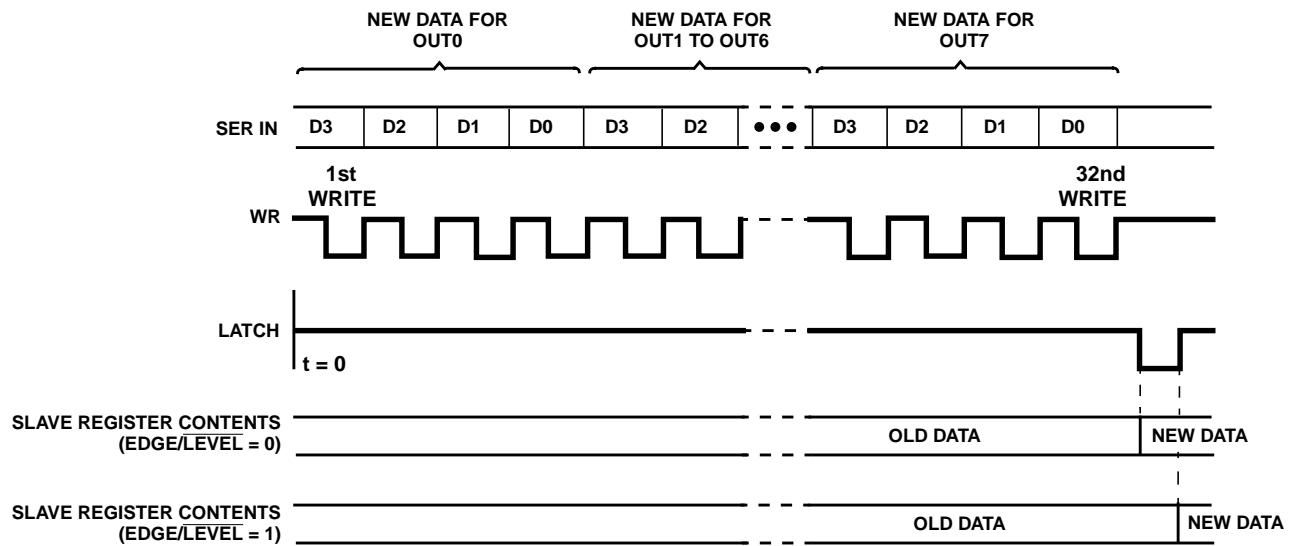 NEW DATA FOR
OUT0
NEW DATA FOR
OUT1 TO OUT6
NEW DATA FOR
OUT7
SER IN
D3
D2
D1
D0
D3
D2
D3
D2
D1
D0
1st
WRITE
32nd
WRITE
WR
LATCH
t = 0
SLAVE REGISTER CONTENTS
(EDGE/LEVEL = 0)
OLD DATA
NEW DATA
SLAVE REGISTER CONTENTS
(EDGE/LEVEL = 1)
OLD DATA
NEW DATA